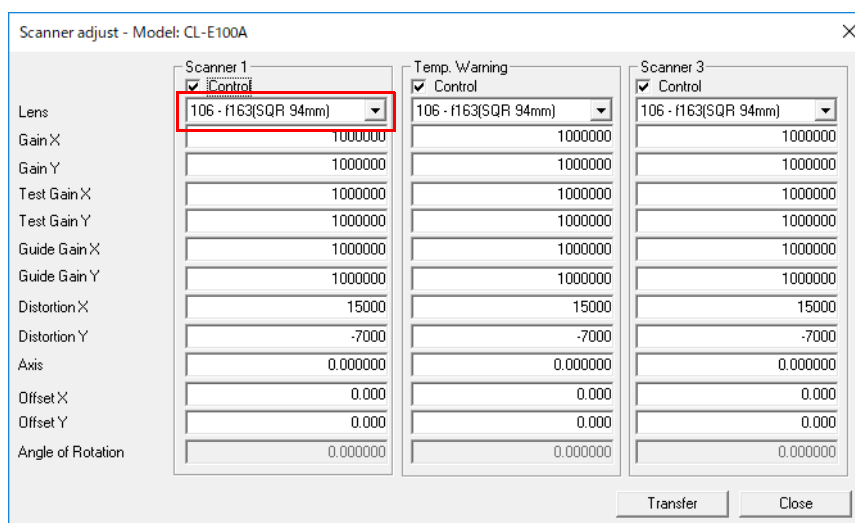 Scanner adjust - Model: CL-E100A
Scanner 1 Temp. Warning Scanner 3
Control Control Control
Lens 106 - f163(SQR 94mm) 106 - f163(SQR 94mm) 106 - f163(SQR 94mm)
Gain X 1000000 1000000 1000000
Gain Y 1000000 1000000 1000000
Test Gain X 1000000 1000000 1000000
Test Gain Y 1000000 1000000 1000000
Guide Gain X 1000000 1000000 1000000
Guide Gain Y 1000000 1000000 1000000
Distortion X 15000 15000 15000
Distortion Y -7000 -7000 -7000
Axis 0.000000 0.000000 0.000000
Offset X 0.000 0.000 0.000
Offset Y 0.000 0.000 0.000
Angle of Rotation 0.000000 0.000000 0.000000
Transfer Close